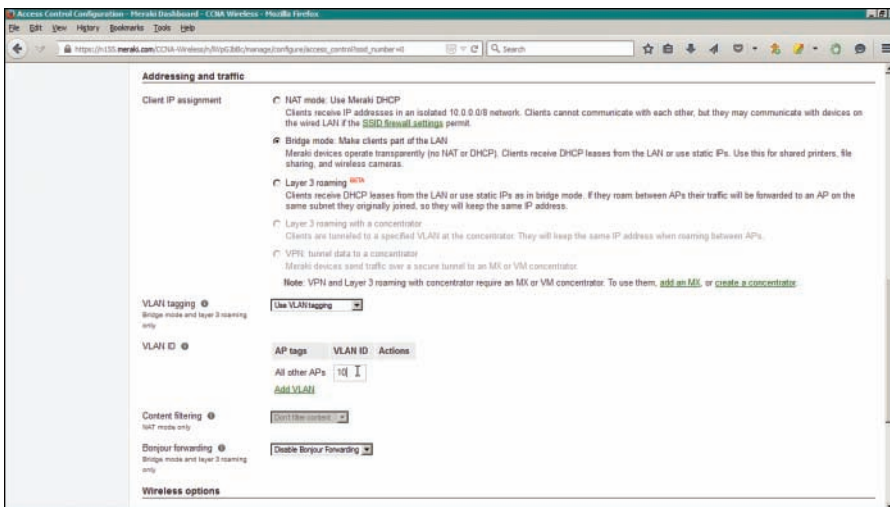 Access Control Configuration - Meraki Dashboard - CCNA Wireless - Mozilla Firefox
File Edit View History Bookmarks Tools Help
Search
Addressing and traffic
Client IP assignment
NAT mode: Use Meraki DHCP
Clients receive IP addresses in an isolated 10.0.0.0/8 network. Clients cannot communicate with each other, but they may communicate with devices on
the wired LAN if the SSID firewall settings permit.
Bridge mode: Make clients part of the LAN
Meraki devices operate transparently (no NAT or DHCP). Clients receive DHCP leases from the LAN or use static IPs. Use this for shared printers, file
sharing, and wireless cameras.
Layer 3 roaming BETA
Clients receive DHCP leases from the LAN or use static IPs as in bridge mode. If they roam between APs their traffic will be forwarded to an AP on the
same subnet they originally joined, so they will keep the same IP address.
Layer 3 roaming with a concentrator
Clients are tunneled to a specified VLAN at the concentrator. They will keep the same IP address when roaming between APs.
VPN: tunnel data to a concentrator
Meraki devices send traffic over a secure tunnel to an MX or VM concentrator.
Note: VPN and Layer 3 roaming with concentrator require an MX or VM concentrator. To use them, add an MX, or create a concentrator.
VLAN tagging
Bridge mode and layer 3 roaming
only
Use VLAN tagging
VLAN ID
AP tags VLAN ID Actions
All other APs 10
Add VLAN
Content filtering
NAT mode only
Don't filter content
Bonjour forwarding
Bridge mode and layer 3 roaming
only
Disable Bonjour Forwarding
Wireless options